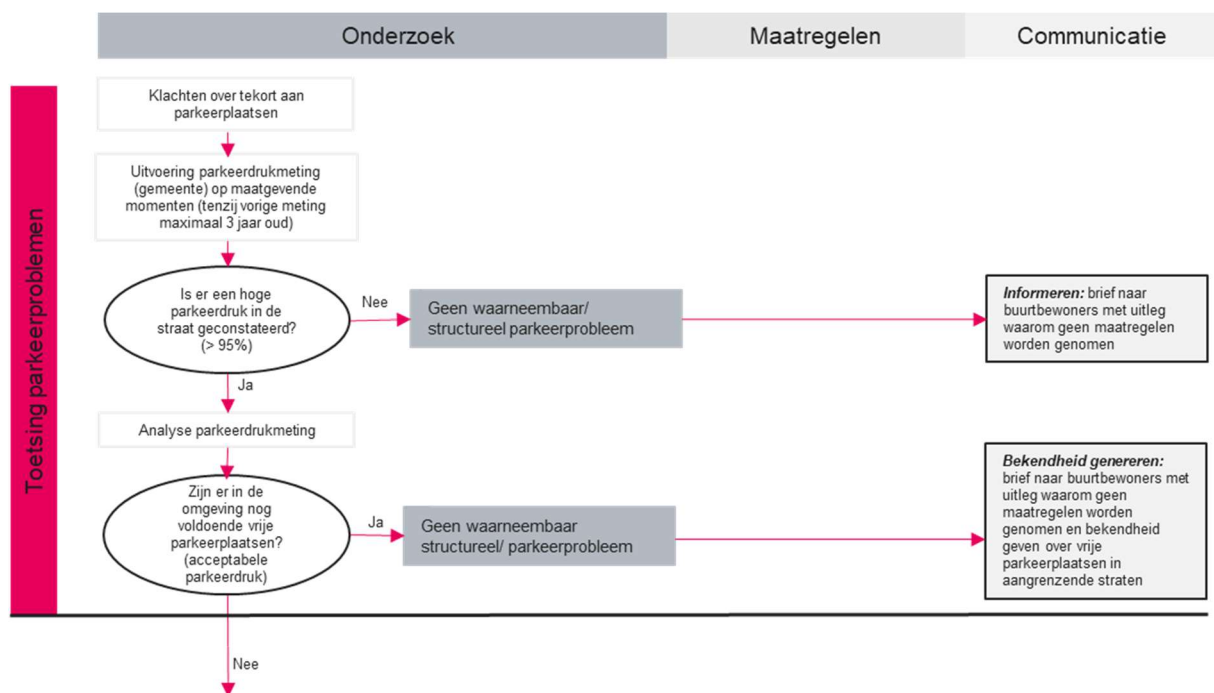 Onderzoek
Maatregelen
Communicatie
Toetsing parkeerproblemen
Klachten over tekort aan
parkeerplaatsen
Uitvoering parkeerdrukmeting
(gemeente) op maatgevende
momenten (tenzij vorige meting
maximaal 3 jaar oud)
Is er een hoge
parkeerdruk in de
straat geconstateerd?
(> 95%)
Nee
Geen waarneembaar/
structureel parkeerprobleem
Informeren: brief naar
buurtbewoners met uitleg
waarom geen maatregelen
worden genomen
Ja
Analyse parkeerdrukmeting
Zijn er in de
omgeving nog
voldoende vrije
parkeerplaatsen?
(acceptabele
parkeerdruk)
Ja
Geen waarneembaar
structureel/ parkeerprobleem
Bekendheid genereren:
brief naar buurtbewoners met
uitleg waarom geen
maatregelen worden
genomen en bekendheid
geven over vrije
parkeerplaatsen in
aangrenzende straten
Nee